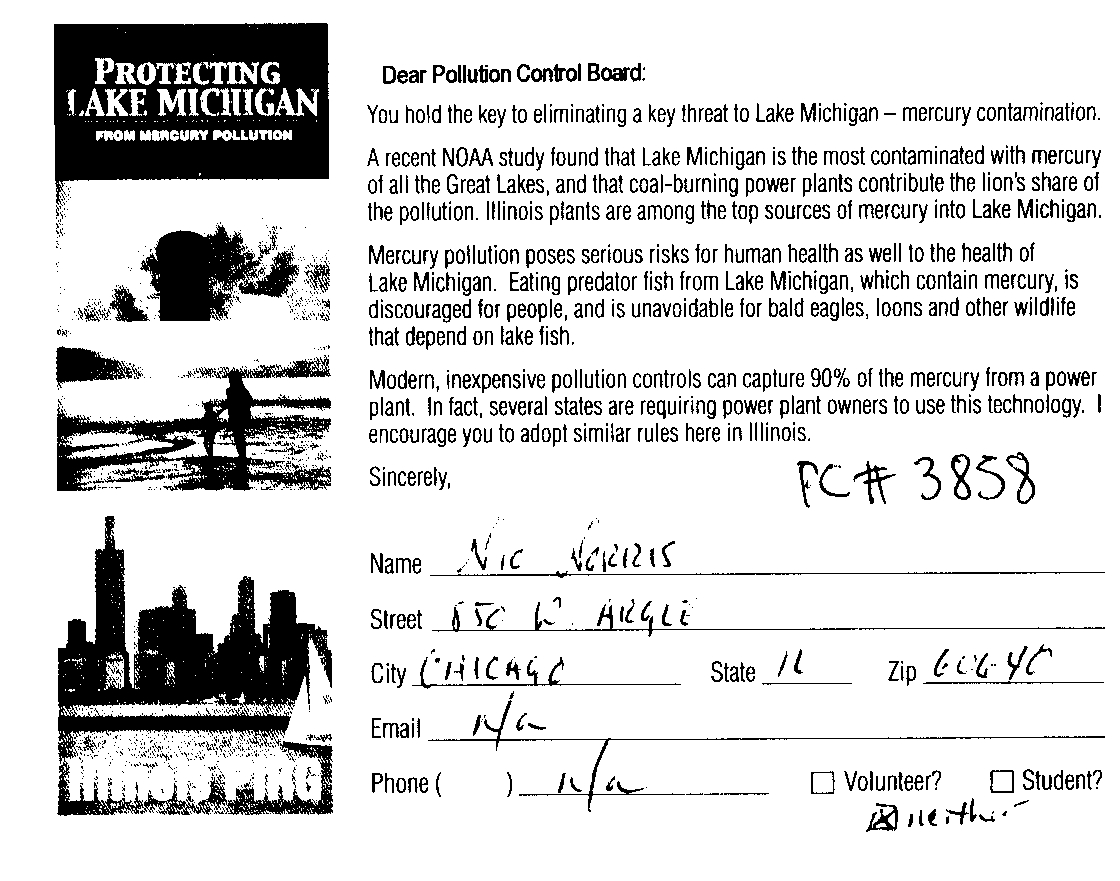 PROTECTING
LAKE MICHIGAN
FROM MERCURY POLLUTION
Illinois PIRG
Dear Pollution Control Board:
You hold the key to eliminating a key threat to Lake Michigan – mercury contamination.
A recent NOAA study found that Lake Michigan is the most contaminated with mercury
of all the Great Lakes, and that coal-burning power plants contribute the lion's share of
the pollution. Illinois plants are among the top sources of mercury into Lake Michigan.
Mercury pollution poses serious risks for human health as well to the health of
Lake Michigan. Eating predator fish from Lake Michigan, which contain mercury, is
discouraged for people, and is unavoidable for bald eagles, loons and other wildlife
that depend on lake fish.
Modern, inexpensive pollution controls can capture 90% of the mercury from a power
plant. In fact, several states are requiring power plant owners to use this technology. I
encourage you to adopt similar rules here in Illinois.
Sincerely,
PC# 3858
Name NIC NORRIS
Street 850 W. ARGLE
City CHICAGO State IL Zip 60640
Email n/a
Phone ( ) n/a Volunteer? Student?
neither